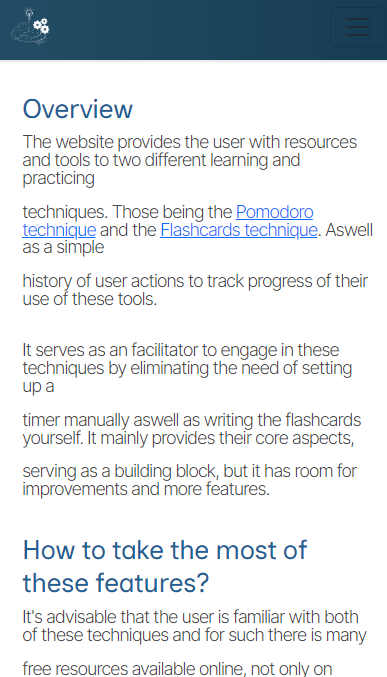 Overview
The website provides the user with resources
and tools to two different learning and
practicing
techniques. Those being the Pomodoro
technique and the Flashcards technique. Aswell
as a simple
history of user actions to track progress of their
use of these tools.
It serves as an facilitator to engage in these
techniques by eliminating the need of setting
up a
timer manually aswell as writing the flashcards
yourself. It mainly provides their core aspects,
serving as a building block, but it has room for
improvements and more features.
How to take the most of
these features?
It's advisable that the user is familiar with both
of these techniques and for such there is many
free resources available online, not only on